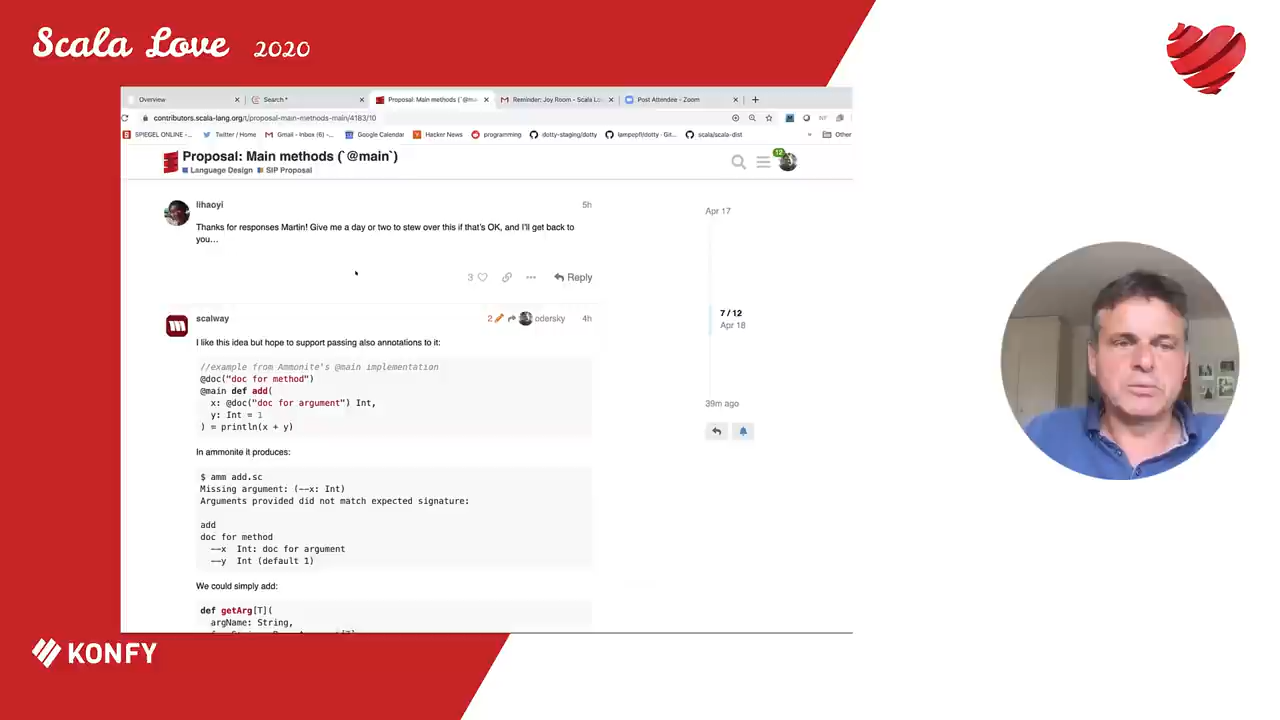 Scala Love 2020
Overview
Search *
Proposal: Main methods (`@ma
Reminder: Joy Room - Scala Lo
Post Attendee - Zoom
contributors.scala-lang.org/t/proposal-main-methods-main/4183/10
SPIEGEL ONLINE -...
Twitter / Home
Gmail - Inbox (6) -...
Google Calendar
Hacker News
programming
dotty-staging/dotty
lampepfl/dotty · Git...
scala/scala-dist
»
Other
Proposal: Main methods (`@main`)
Language Design
SIP Proposal
12
lihaoyi
5h
Thanks for responses Martin! Give me a day or two to stew over this if that's OK, and I'll get back to
you…
3
Reply
scalway
2
odersky
4h
I like this idea but hope to support passing also annotations to it:
//example from Ammonite's @main implementation
@doc("doc for method")
@main def add(
x: @doc("doc for argument") Int,
y: Int = 1
) = println(x + y)
In ammonite it produces:
$ amm add.sc
Missing argument: (--x: Int)
Arguments provided did not match expected signature:
add
doc for method
--x Int: doc for argument
--y Int (default 1)
We could simply add:
def getArg[T](
argName: String,
Apr 17
7 / 12
Apr 18
39m ago
KONFY